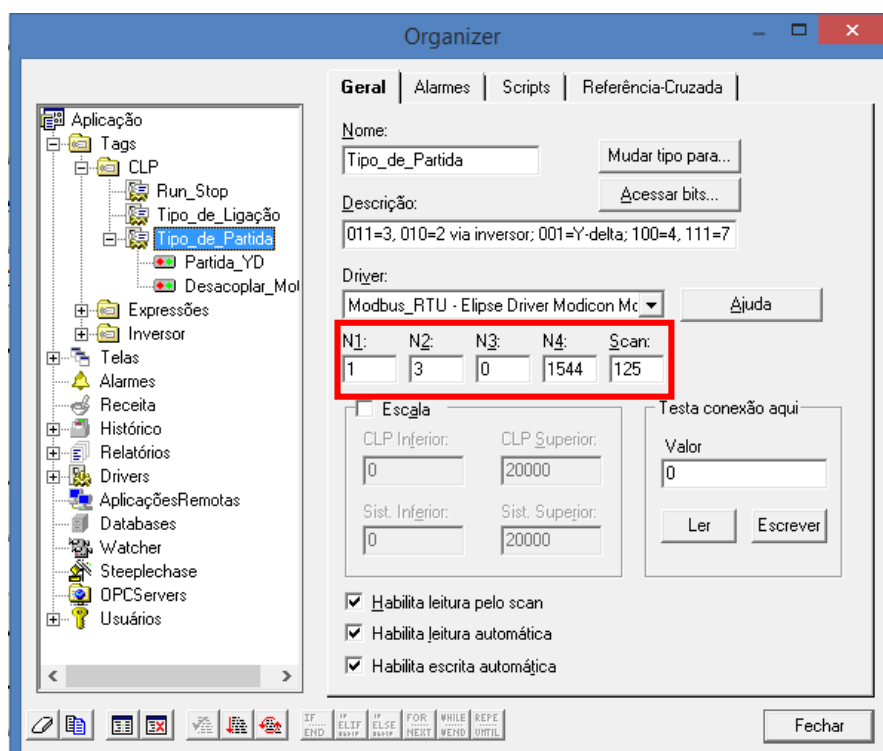 Organizer
Aplicação
Tags
CLP
Run_Stop
Tipo_de_Ligação
Tipo_de_Partida
Partida_YD
Desacoplar_Mo
Expressões
Inversor
Telas
Alarmes
Receita
Histórico
Relatórios
Drivers
AplicaçõesRemotas
Databases
Watcher
Steeplechase
OPCServers
Usuários
Geral Alarmes Scripts Referência-Cruzada
Nome:
Tipo_de_Partida Mudar tipo para...
Acessar bits...
Descrição:
011=3, 010=2 via inversor; 001=Y-delta; 100=4, 111=7
Driver:
Modbus_RTU - Elipse Driver Modicon Mc Ajuda
N1: N2: N3: N4: Scan:
1 3 0 1544 125
Escala
CLP Inferior: CLP Superior:
0 20000
Sist. Inferior: Sist. Superior:
0 20000
Testa conexão aqui
Valor
0
Ler Escrever
Habilita leitura pelo scan
Habilita leitura automática
Habilita escrita automática
IF END IF ELIF ELSE FOR NEXT WHILE WEND REPE UNTIL
Fechar